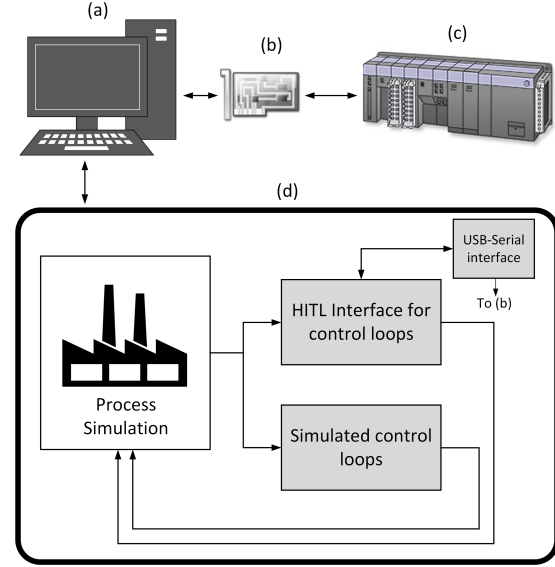 (a)
(b)
(c)
(d)
USB-Serial
interface
To (b)
HITL Interface for
control loops
Process
Simulation
Simulated control
loops